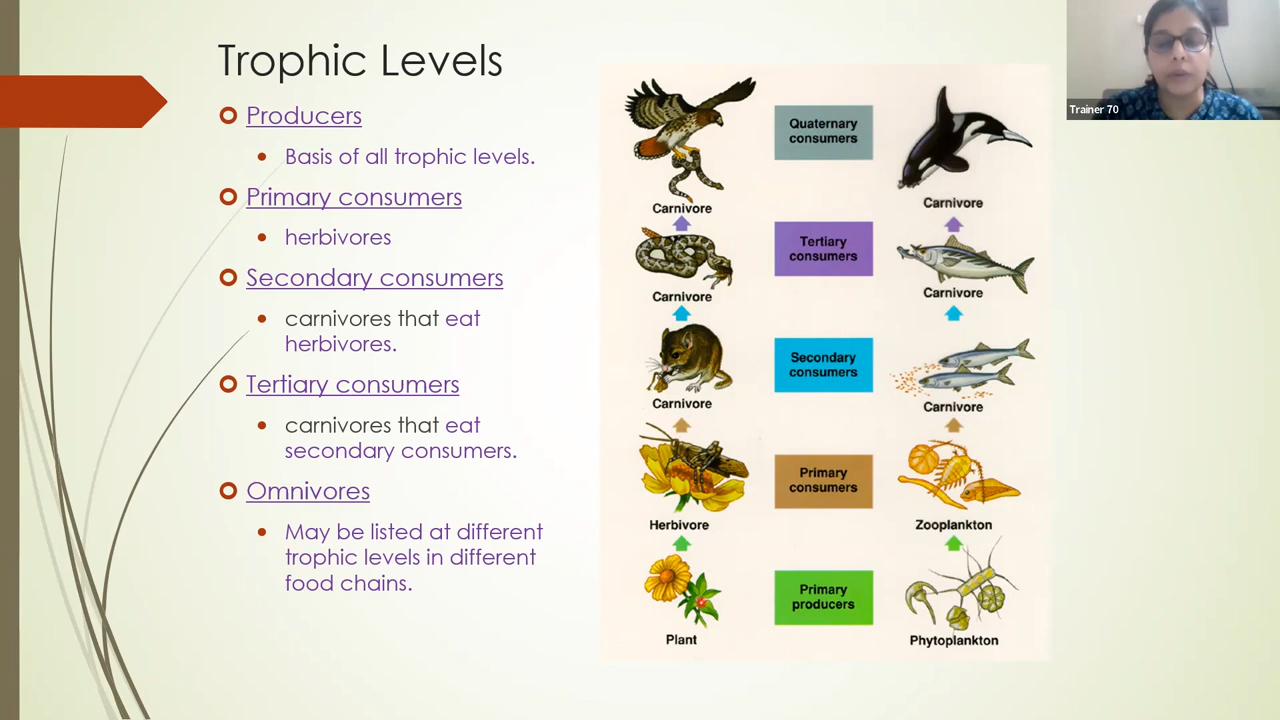 Trophic Levels
Producers
Basis of all trophic levels.
Primary consumers
herbivores
Secondary consumers
carnivores that eat
herbivores.
Tertiary consumers
carnivores that eat
secondary consumers.
Omnivores
May be listed at different
trophic levels in different
food chains.
Quaternary
consumers
Carnivore
Carnivore
Tertiary
consumers
Carnivore
Carnivore
Secondary
consumers
Carnivore
Carnivore
Primary
consumers
Herbivore
Zooplankton
Primary
producers
Plant
Phytoplankton
Trainer 70